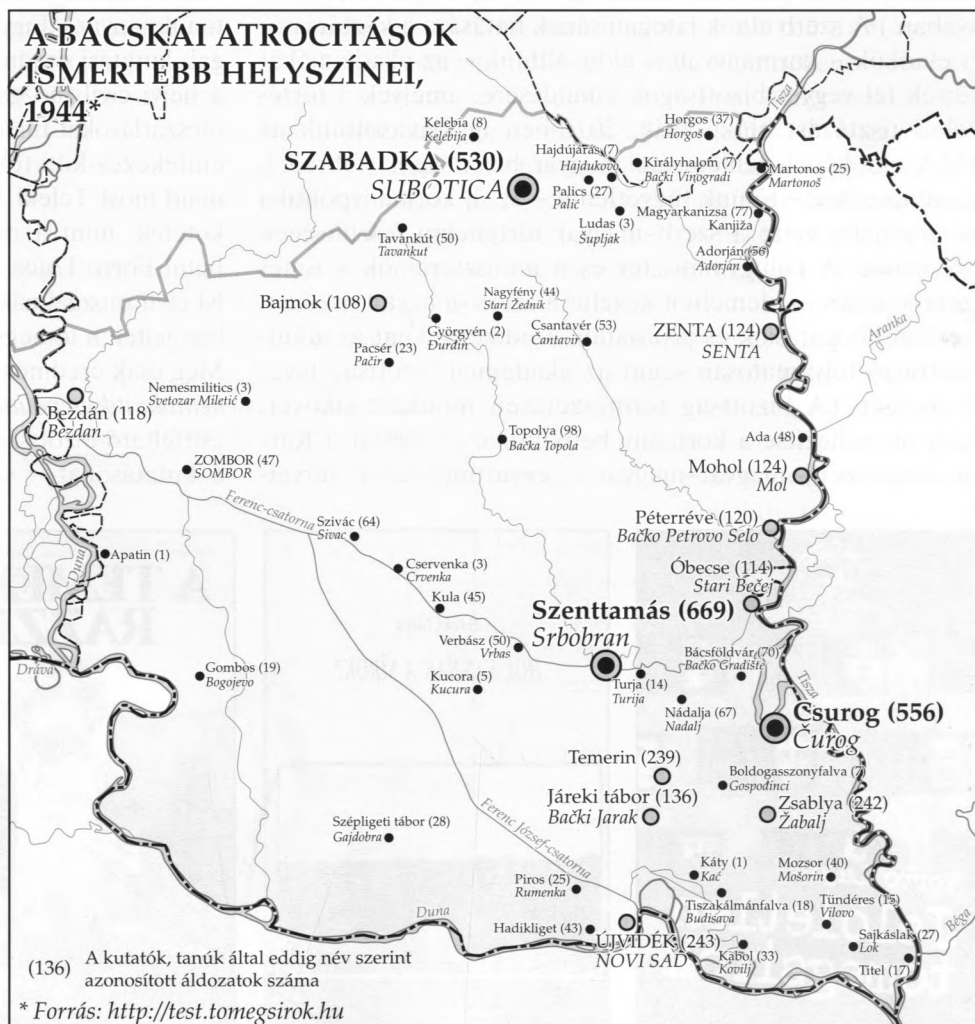 A BÁCSKAI ATROCITÁSOK
ISMERTEBB HELYSZÍNEI,
1944*
Tisza
Kelebia (8)
Kelebija
Horgos (37)
Horgoš
Hajdújárás (7)
Hajdukovo
Királyhalom (7)
Bački Vinogradi
Martonos (25)
Martonoš
SZABADKA (530)
SUBOTICA
Palics (27)
Palić
Ludas (3)
Šupljak
Magyarkanizsa (77)
Kanjiža
Tavankút (50)
Tavankut
Adorján (56)
Adorjan
Bajmok (108)
Nagyfény (44)
Stari Žednik
Györgyén (2)
Đurđin
Csantavér (53)
Čantavir
ZENTA (124)
SENTA
Aranka
Pacsér (23)
Pačir
Nemesmilitics (3)
Svetozar Miletić
Bezdán (118)
Bezdan
Topolya (98)
Bačka Topola
Ada (48)
ZOMBOR (47)
SOMBOR
Mohol (124)
Mol
Ferenc-csatorna
Szivác (64)
Sivac
Péterréve (120)
Bačko Petrovo Selo
Apatin (1)
Duna
Cservenka (3)
Crvenka
Óbecse (114)
Stari Bečej
Kula (45)
Szenttamás (669)
Srbobran
Verbász (50)
Vrbas
Bácsföldvár (70)
Bačko Gradište
Tisza
Dráva
Gombos (19)
Bogojevo
Kucora (5)
Kucura
Turja (14)
Turija
Nádalja (67)
Nadalj
Csurog (556)
Čurog
Temerin (239)
Boldogasszonyfalva (7)
Gospođinci
Járeki tábor (136)
Bački Jarak
Zsablya (242)
Žabalj
Ferenc József-csatorna
Szépligeti tábor (28)
Gajdobra
Káty (1)
Kać
Mozsor (40)
Mošorin
Piros (25)
Rumenka
Tiszakálmánfalva (18)
Budisava
Tündéres (15)
Vilovo
Duna
Hadikliget (43)
ÚJVIDÉK (243)
NOVI SAD
Kabol (33)
Kovilj
Sajkáslak (27)
Lok
Titel (17)
Béga
(136) A kutatók, tanúk által eddig név szerint
azonosított áldozatok száma
* Forrás: http://test.tomegsirok.hu